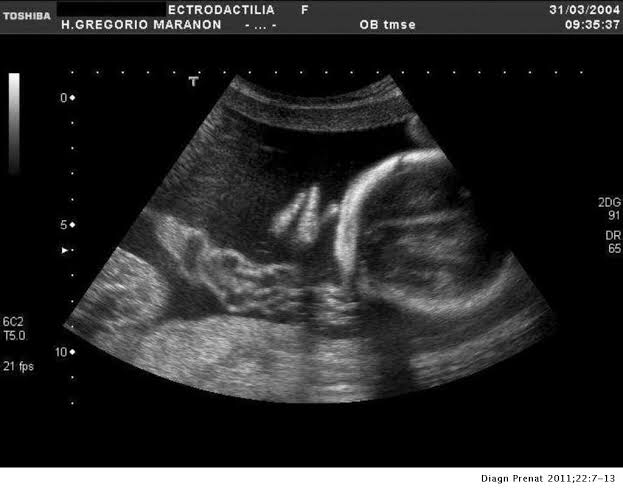 TOSHIBA
ECTRODACTILIA F 31/03/2004
H.GREGORIO MARANON - ... - OB tmse 09:35:37
T
0
5
10
2DG
91
DR
65
6C2
T5.0
21 fps
Diagn Prenat 2011;22:7-13